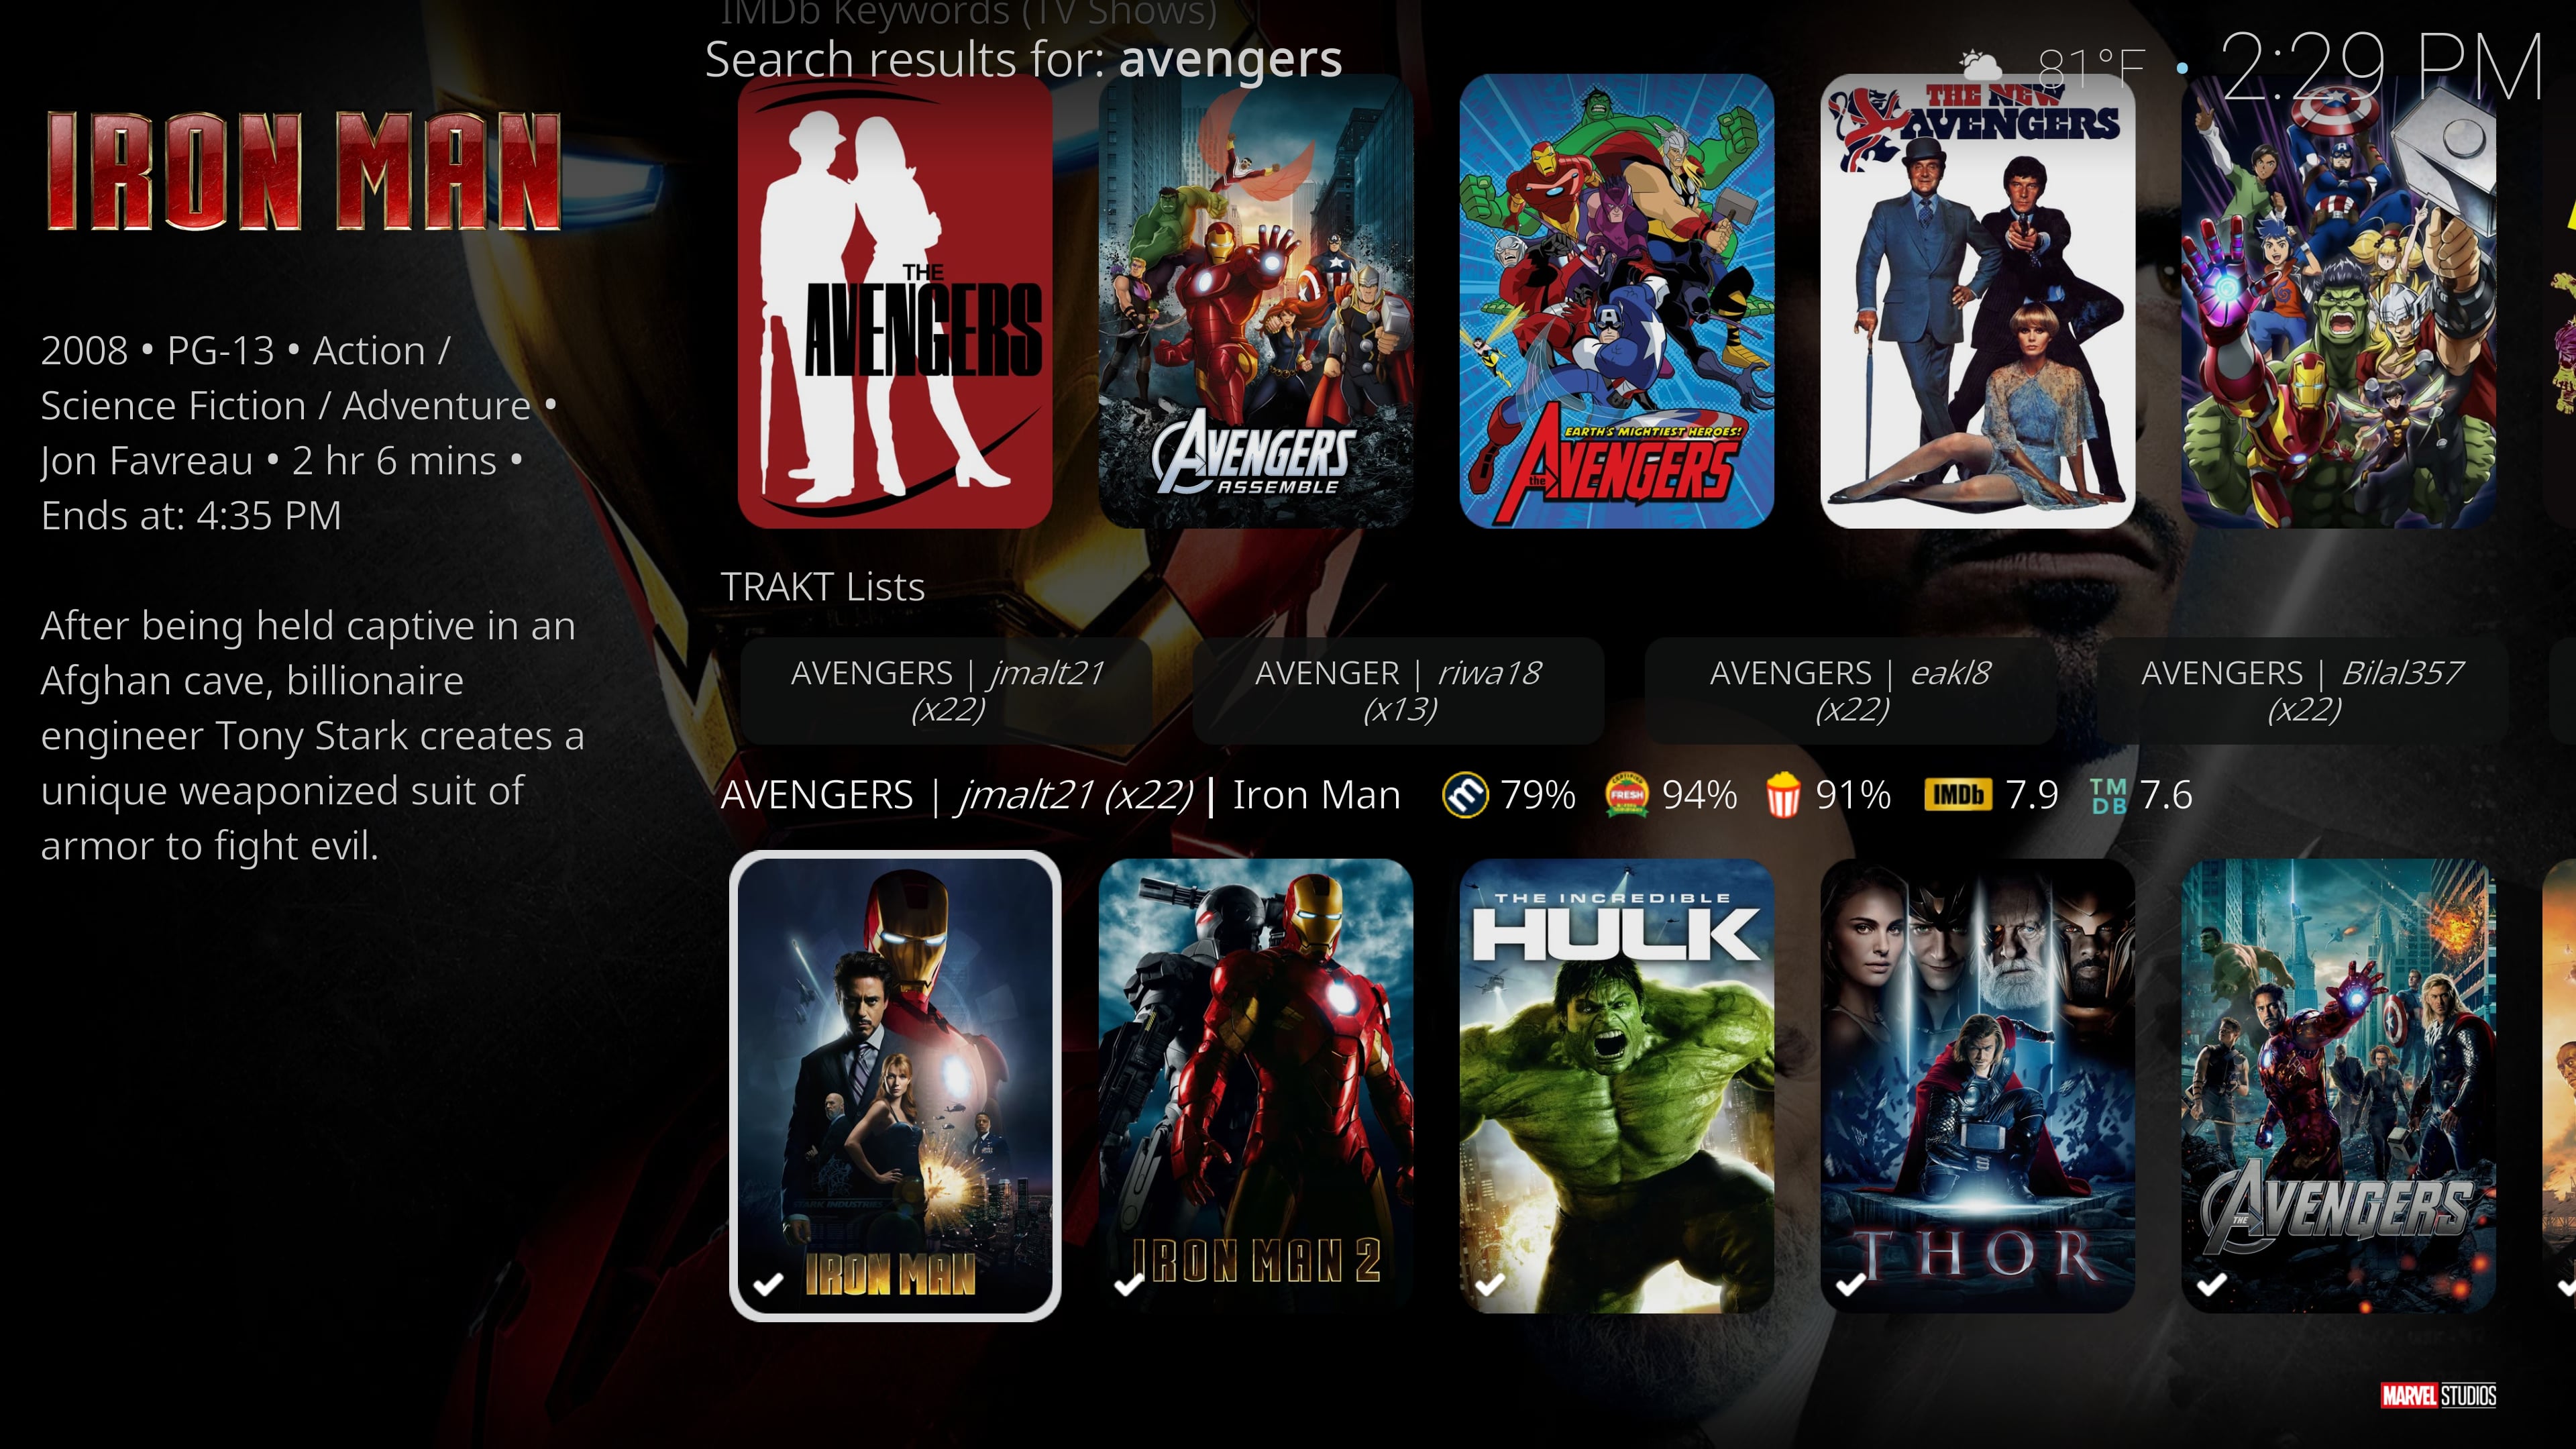 IMDb Keywords (TV Shows)
Search results for: avengers
81°F • 2:29 PM
IRON MAN
2008 • PG-13 • Action /
Science Fiction / Adventure •
Jon Favreau • 2 hr 6 mins •
Ends at: 4:35 PM
After being held captive in an
Afghan cave, billionaire
engineer Tony Stark creates a
unique weaponized suit of
armor to fight evil.
THE
AVENGERS
AVENGERS
ASSEMBLE
EARTH'S MIGHTIEST HEROES!
the AVENGERS
THE NEW
AVENGERS
TRAKT Lists
AVENGERS | jmalt21
(x22)
AVENGER | riwa18
(x13)
AVENGERS | eakl8
(x22)
AVENGERS | Bilal357
(x22)
AVENGERS | jmalt21 (x22) | Iron Man
m 79%
CERTIFIED FRESH 94%
91%
IMDb 7.9
TM
DB 7.6
STARK INDUSTRIES
IRON MAN
IRON MAN 2
THE INCREDIBLE
HULK
THOR
THE AVENGERS
MARVEL STUDIOS